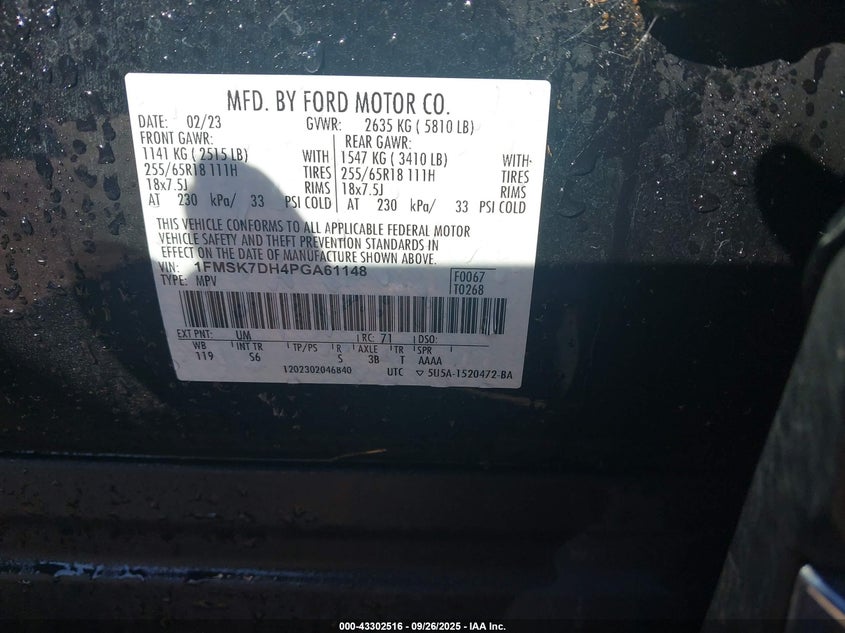 MFD. BY FORD MOTOR CO.
DATE: 02/23 GVWR: 2635 KG ( 5810 LB)
FRONT GAWR: REAR GAWR:
1141 KG ( 2515 LB) WITH 1547 KG ( 3410 LB) WITH-
255/65R18 111H TIRES 255/65R18 111H TIRES
18x7.5J RIMS 18x7.5J RIMS
AT 230 kPa/ 33 PSI COLD AT 230 kPa/ 33 PSI COLD
THIS VEHICLE CONFORMS TO ALL APPLICABLE FEDERAL MOTOR
VEHICLE SAFETY AND THEFT PREVENTION STANDARDS IN
EFFECT ON THE DATE OF MANUFACTURE SHOWN ABOVE.
VIN: 1FMSK7DH4PGA61148 F0067
TYPE: MPV T0268
EXT PNT: UM RC: 71 DSO:
WB INT TR TP/PS R AXLE TR SPR
119 S6 S 3B T AAAA
1202302046840 UTC ▽ 5U5A-1520472-BA
000-43302516 - 09/26/2025 - IAA Inc.